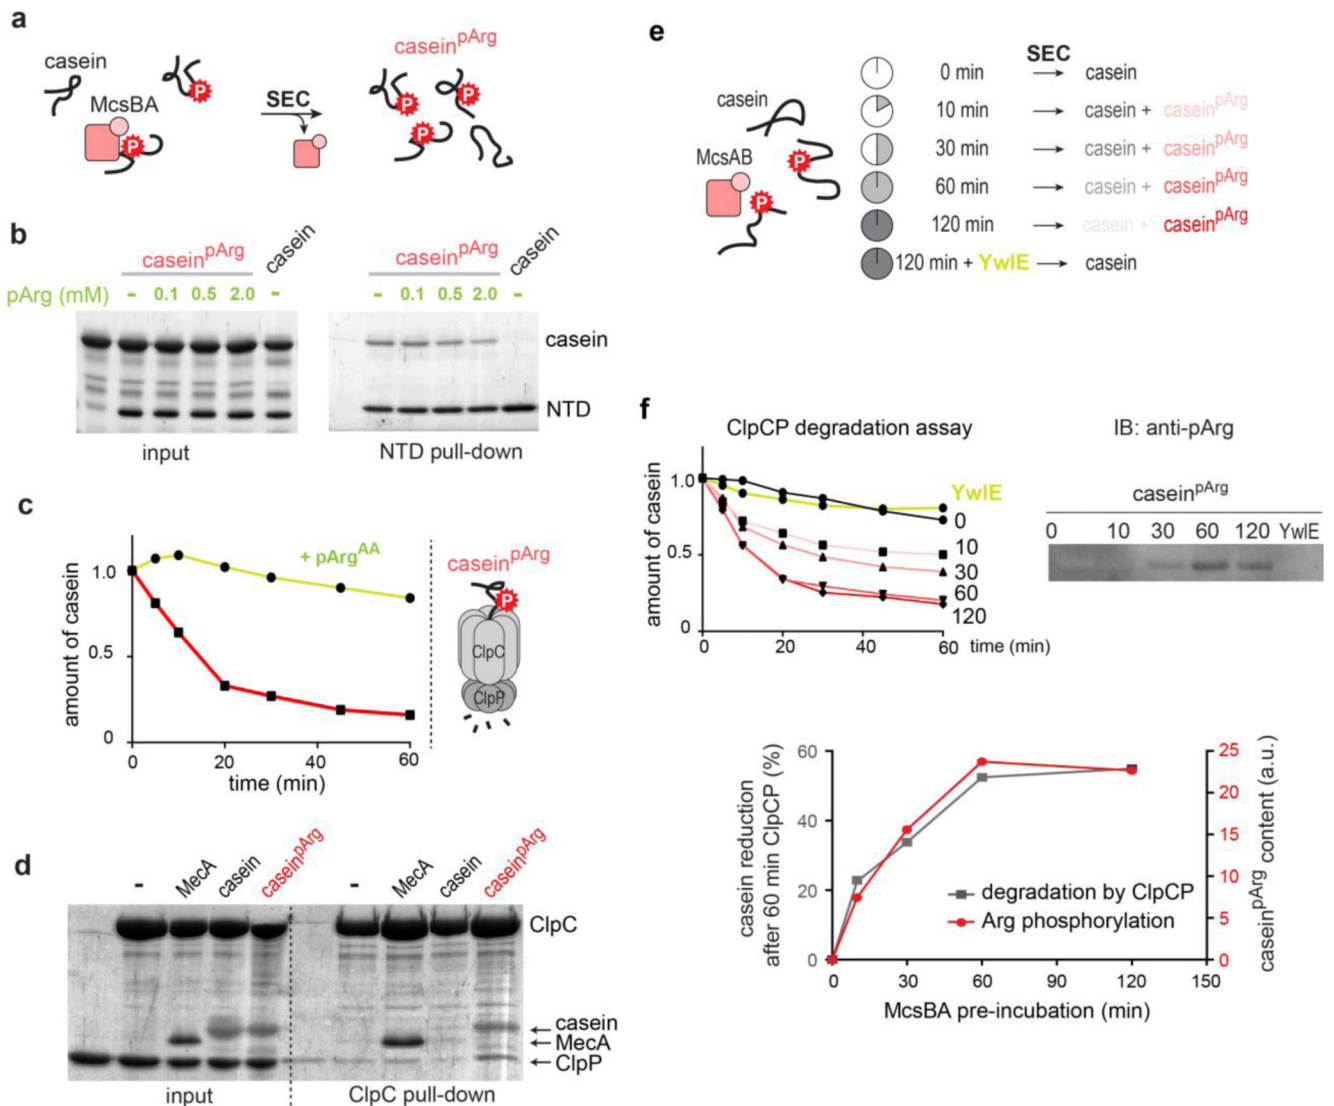 a
casein
McsBA
P
P
SEC
casein^pArg
P
P
P
b
casein^pArg
casein
casein^pArg
casein
pArg (mM)
- 0.1 0.5 2.0 -
- 0.1 0.5 2.0 -
casein
NTD
input
NTD pull-down
c
amount of casein
1.0
0.5
0
+ pArg^AA
0 20 40 60
time (min)
casein^pArg
P
ClpC
ClpP
d
- MecA casein casein^pArg
- MecA casein casein^pArg
ClpC
casein
MecA
ClpP
input
ClpC pull-down
e
SEC
casein
McsAB
P
P
0 min → casein
10 min → casein + casein^pArg
30 min → casein + casein^pArg
60 min → casein + casein^pArg
120 min → casein + casein^pArg
120 min + YwlE → casein
f
ClpCP degradation assay
amount of casein
1.0
0.5
0
YwlE
0
10
30
60
120
0 20 40 60 time (min)
IB: anti-pArg
casein^pArg
0 10 30 60 120 YwlE
casein reduction
after 60 min ClpCP (%)
60
40
20
0
25
20
15
10
5
0
casein^pArg content (a.u.)
degradation by ClpCP
Arg phosphorylation
0 30 60 90 120 150
McsBA pre-incubation (min)